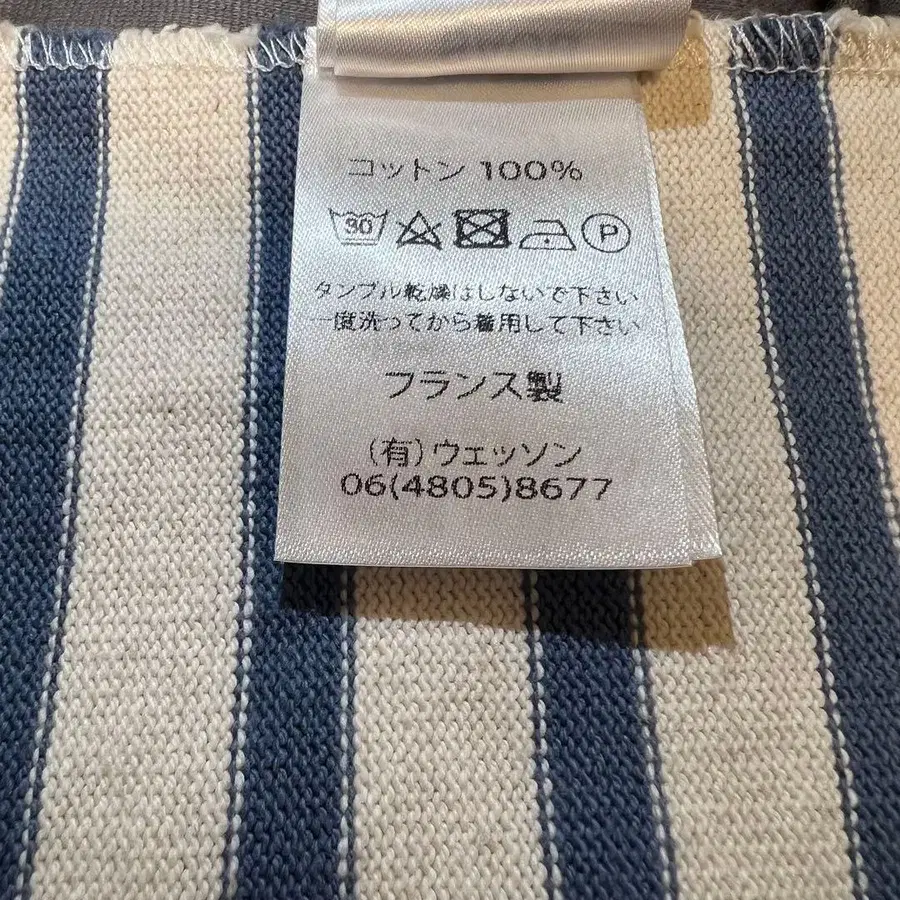 コットン 100%
30 P
タンブル乾燥はしないで下さい
一度洗ってから着用して下さい
フランス製
(有)ウェッソン
06(4805)8677